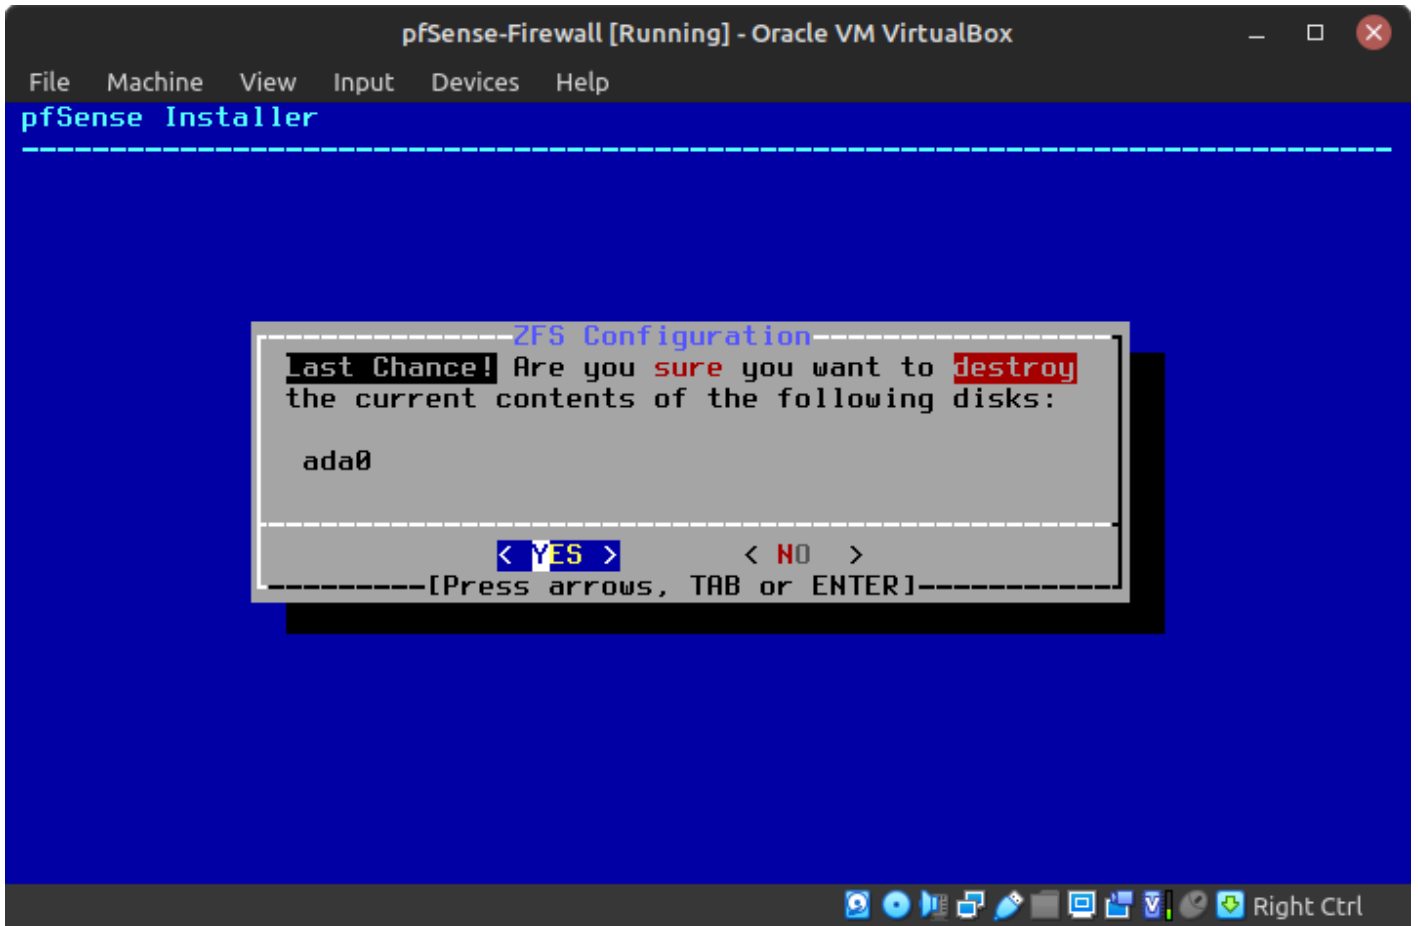 pfSense-Firewall [Running] - Oracle VM VirtualBox
File Machine View Input Devices Help
pfSense Installer
ZFS Configuration
Last Chance! Are you sure you want to destroy
the current contents of the following disks:
ada0
< YES > < NO >
[Press arrows, TAB or ENTER]
Right Ctrl